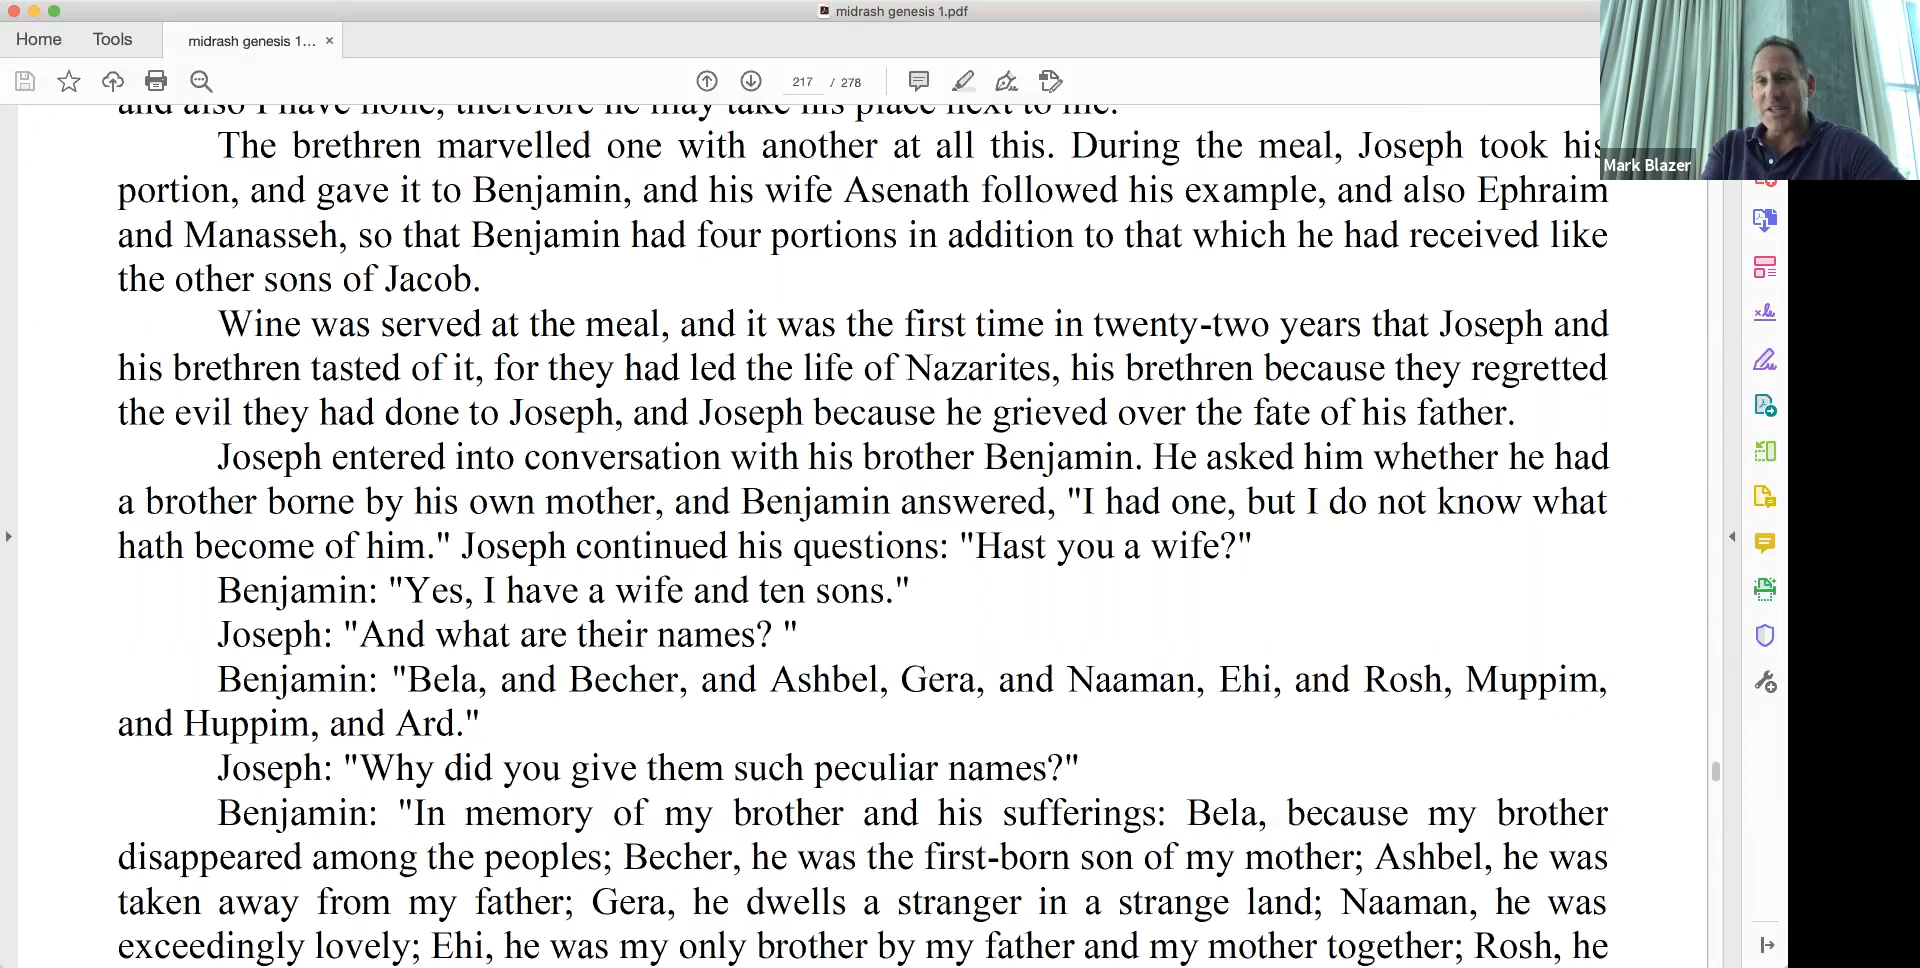 midrash genesis 1.pdf
Home Tools midrash genesis 1... ×
217 / 278
and also I have none, therefore he may take his place next to me.
The brethren marvelled one with another at all this. During the meal, Joseph took his
portion, and gave it to Benjamin, and his wife Asenath followed his example, and also Ephraim
and Manasseh, so that Benjamin had four portions in addition to that which he had received like
the other sons of Jacob.
Wine was served at the meal, and it was the first time in twenty-two years that Joseph and
his brethren tasted of it, for they had led the life of Nazarites, his brethren because they regretted
the evil they had done to Joseph, and Joseph because he grieved over the fate of his father.
Joseph entered into conversation with his brother Benjamin. He asked him whether he had
a brother borne by his own mother, and Benjamin answered, "I had one, but I do not know what
hath become of him." Joseph continued his questions: "Hast you a wife?"
Benjamin: "Yes, I have a wife and ten sons."
Joseph: "And what are their names? "
Benjamin: "Bela, and Becher, and Ashbel, Gera, and Naaman, Ehi, and Rosh, Muppim,
and Huppim, and Ard."
Joseph: "Why did you give them such peculiar names?"
Benjamin: "In memory of my brother and his sufferings: Bela, because my brother
disappeared among the peoples; Becher, he was the first-born son of my mother; Ashbel, he was
taken away from my father; Gera, he dwells a stranger in a strange land; Naaman, he was
exceedingly lovely; Ehi, he was my only brother by my father and my mother together; Rosh, he
Mark Blazer